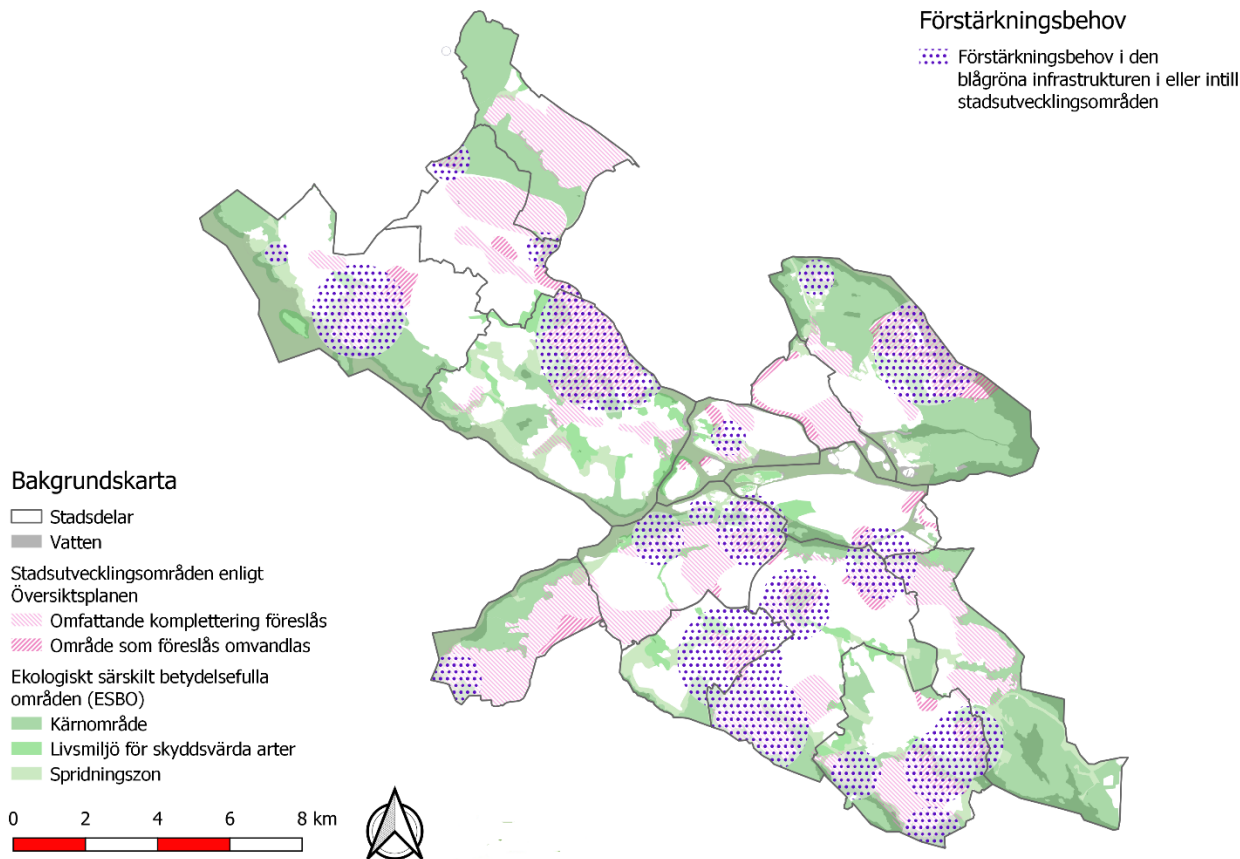 Förstärkningsbehov
Förstärkningsbehov i den
blågröna infrastrukturen i eller intill
stadsutvecklingsområden
Bakgrundskarta
Stadsdelar
Vatten
Stadsutvecklingsområden enligt
Översiktsplanen
Omfattande komplettering föreslås
Område som föreslås omvandlas
Ekologiskt särskilt betydelsefulla
områden (ESBO)
Kärnområde
Livsmiljö för skyddsvärda arter
Spridningszon
0 2 4 6 8 km